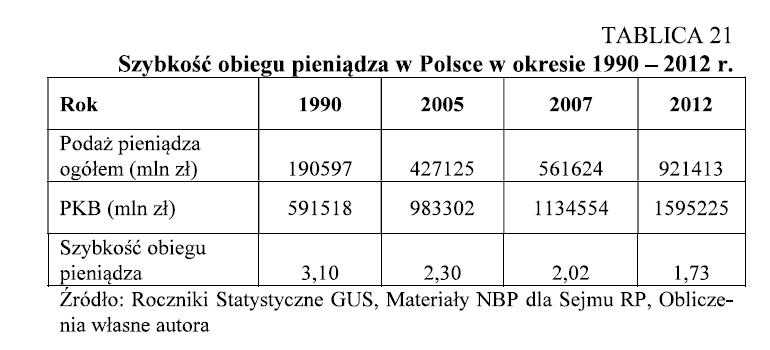 TABLICA 21
Szybkość obiegu pieniądza w Polsce w okresie 1990 – 2012 r.
Rok 1990 2005 2007 2012
Podaż pieniądza
ogółem (mln zł) 190597 427125 561624 921413
PKB (mln zł) 591518 983302 1134554 1595225
Szybkość obiegu
pieniądza 3,10 2,30 2,02 1,73
Źródło: Roczniki Statystyczne GUS, Materiały NBP dla Sejmu RP, Oblicze-
nia własne autora